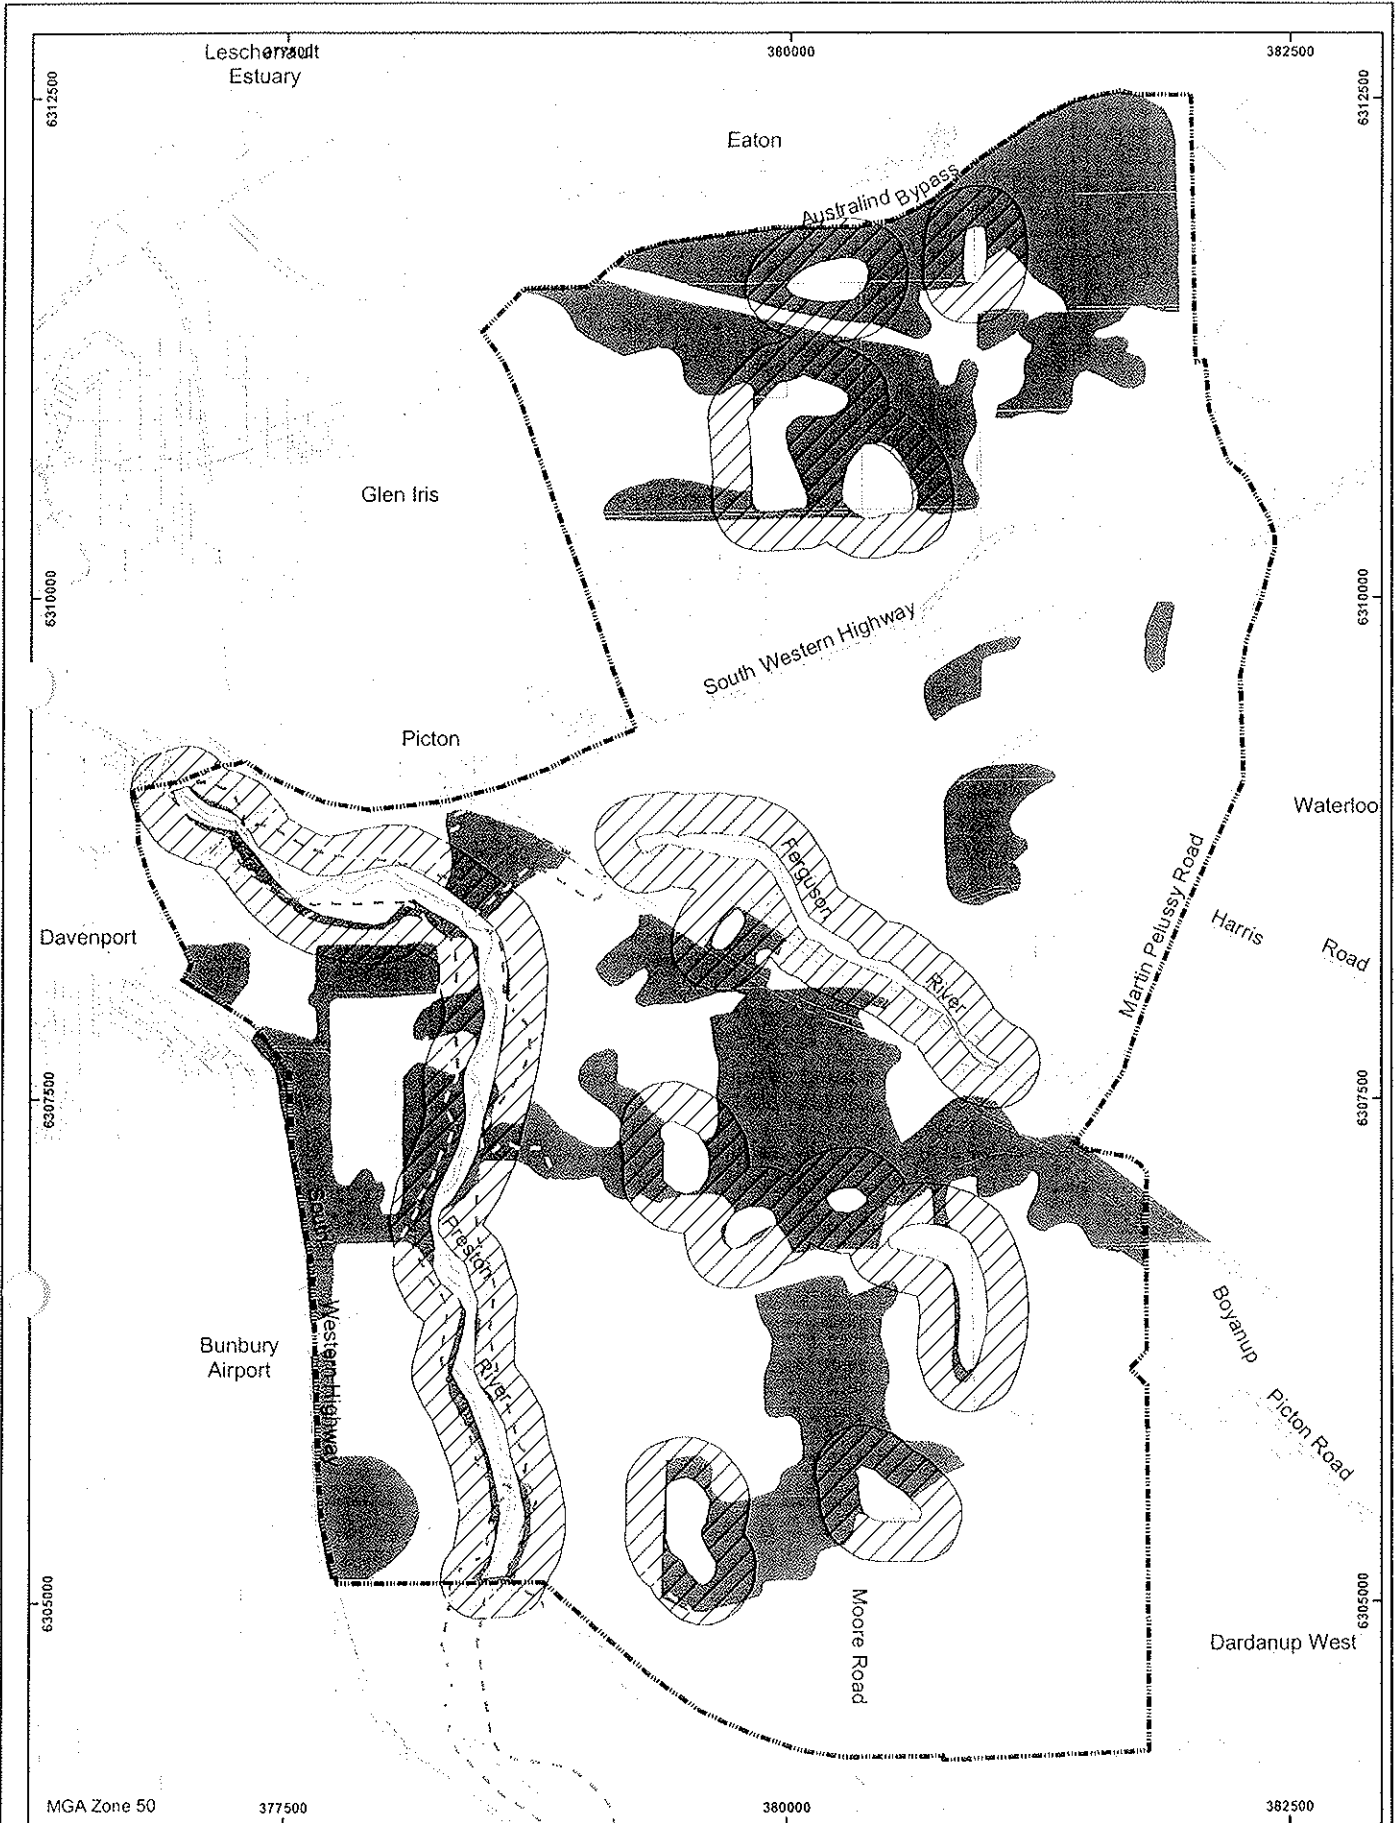 Leschenault
Estuary
377500
380000
382500
6312500
6312500
Eaton
Australind Bypass
Glen Iris
6310000
6310000
South Western Highway
Picton
Waterloo
Ferguson
River
Martin Pelussy Road
Harris
Road
Davenport
6307500
6307500
South
Western Highway
Preston
River
Bunbury
Airport
Boyanup
Picton Road
6305000
6305000
Moore Road
Dardanup West
MGA Zone 50
377500
380000
382500